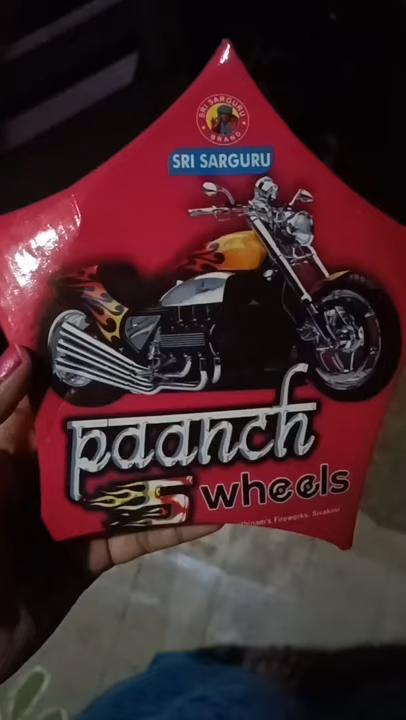 SRI SARGURU
BRAND
SRI SARGURU
paanch
5 wheels
Fireworks, Sivakasi